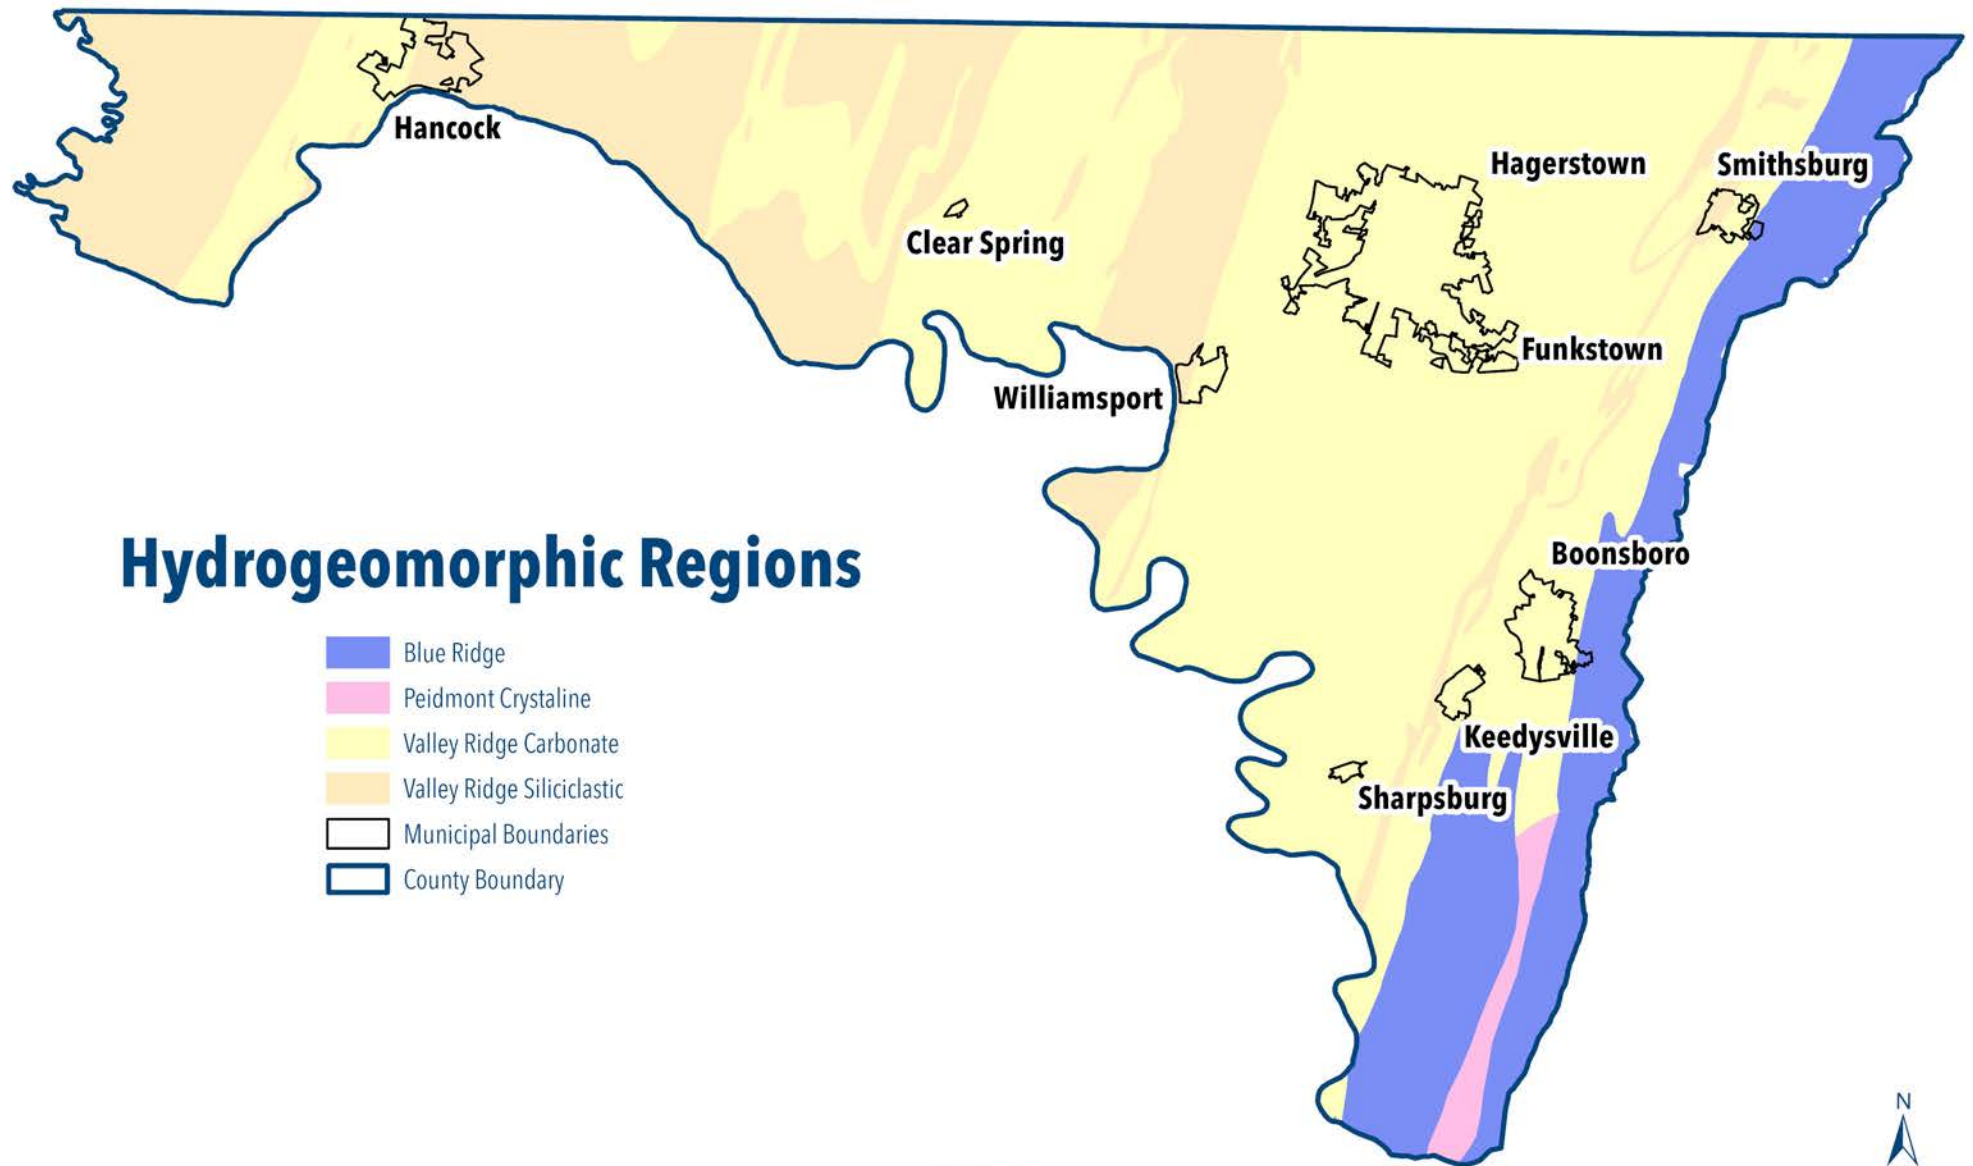 Hancock
Hagerstown
Smithsburg
Clear Spring
Funkstown
Williamsport
Hydrogeomorphic Regions
Boonsboro
Blue Ridge
Peidmont Crystaline
Valley Ridge Carbonate
Keedysville
Valley Ridge Siliciclastic
Sharpsburg
Municipal Boundaries
County Boundary
N